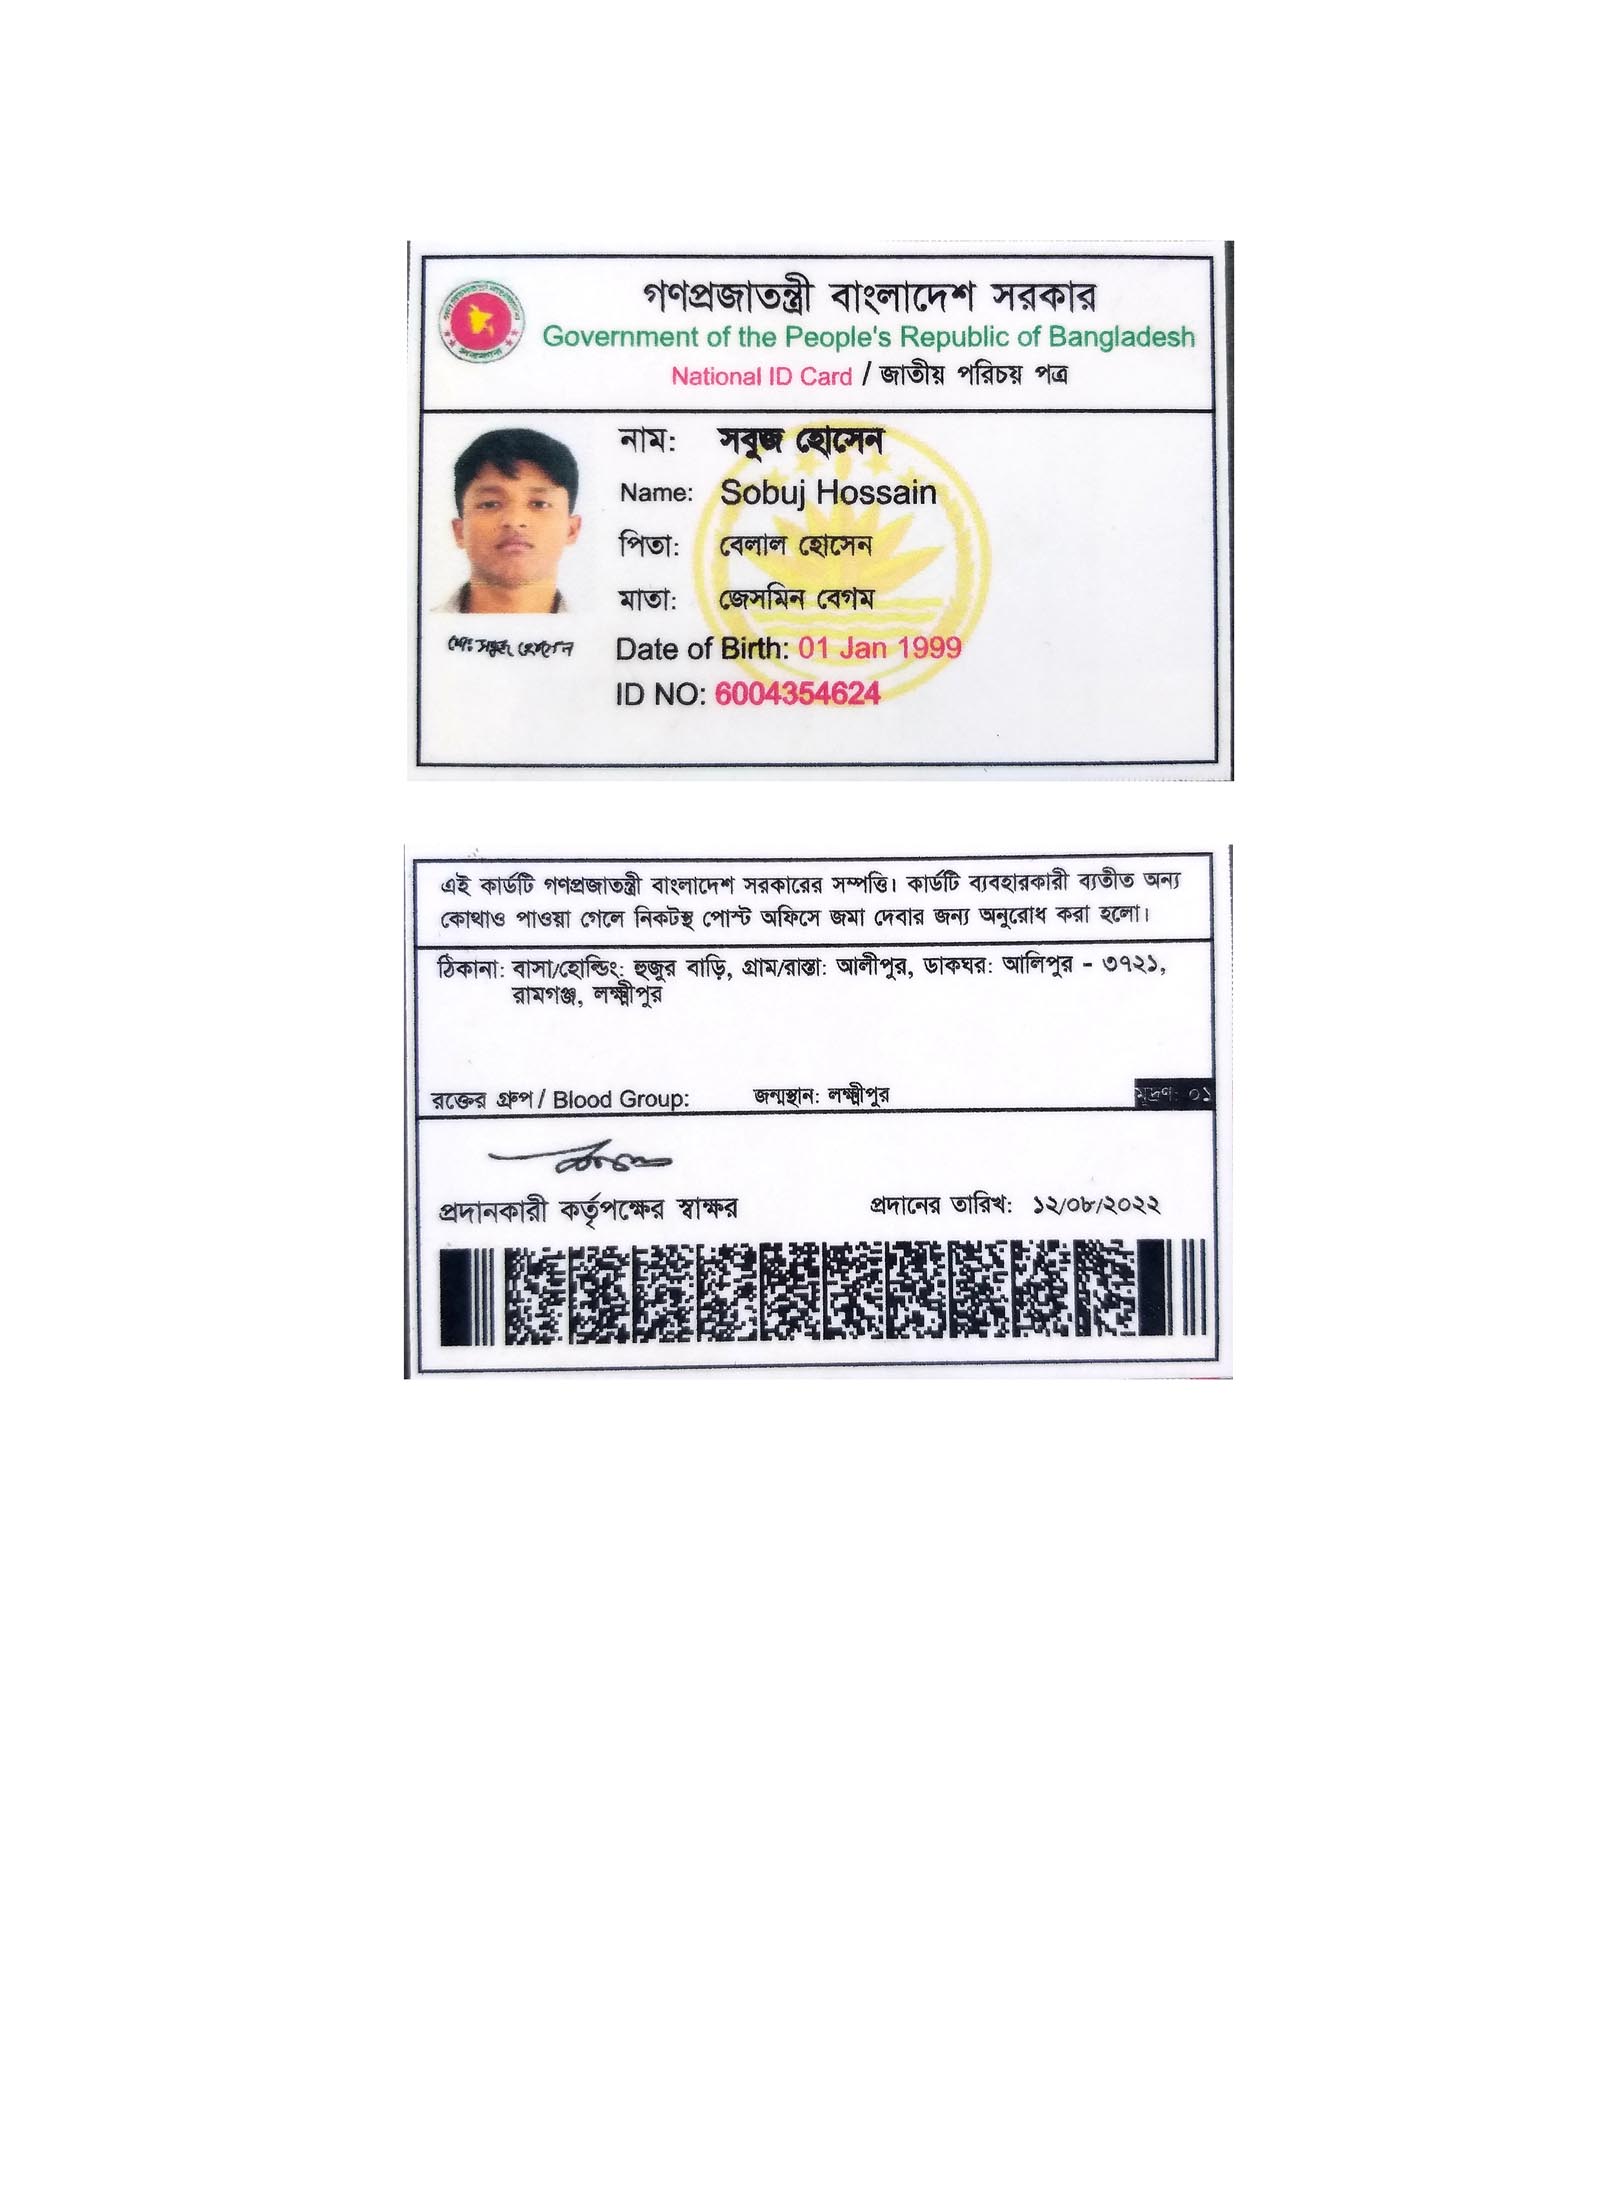 গণপ্রজাতন্ত্রী বাংলাদেশ সরকার
Government of the People's Republic of Bangladesh
National ID Card / জাতীয় পরিচয় পত্র
নাম: সবুজ হোসেন
Name: Sobuj Hossain
পিতা: বেলাল হোসেন
মাতা: জেসমিন বেগম
Date of Birth: 01 Jan 1999
ID NO: 6004354624
মোঃ সবুজ হোসেন
এই কার্ডটি গণপ্রজাতন্ত্রী বাংলাদেশ সরকারের সম্পত্তি। কার্ডটি ব্যবহারকারী ব্যতীত অন্য
কোথাও পাওয়া গেলে নিকটস্থ পোস্ট অফিসে জমা দেবার জন্য অনুরোধ করা হলো।
ঠিকানা: বাসা/হোল্ডিং: হুজুর বাড়ি, গ্রাম/রাস্তা: আলীপুর, ডাকঘর: আলিপুর - ৩৭২১,
রামগঞ্জ, লক্ষ্মীপুর
রক্তের গ্রুপ / Blood Group: জন্মস্থান: লক্ষ্মীপুর মুদ্রণ: ০১
প্রদানকারী কর্তৃপক্ষের স্বাক্ষর প্রদানের তারিখ: ১২/০৮/২০২২